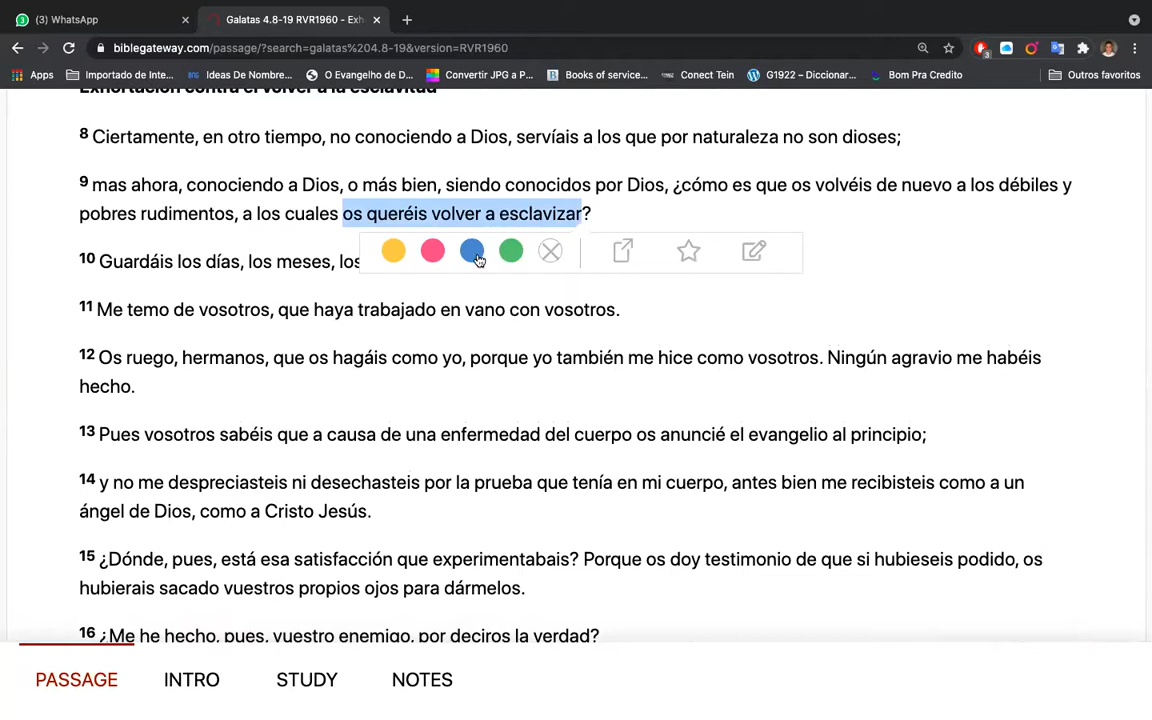 (3) WhatsApp
Galatas 4.8-19 RVR1960 - Exh
biblegateway.com/passage/?search=galatas%204.8-19&version=RVR1960
Apps
Importado de Inte...
Ideas De Nombre...
O Evangelho de D...
Convertir JPG a P...
Books of service...
Conect Tein
G1922 – Diccionar...
Bom Pra Credito
Outros favoritos
Exhortación contra el volver a la esclavitud
8 Ciertamente, en otro tiempo, no conociendo a Dios, servíais a los que por naturaleza no son dioses;
9 mas ahora, conociendo a Dios, o más bien, siendo conocidos por Dios, ¿cómo es que os volvéis de nuevo a los débiles y
pobres rudimentos, a los cuales os queréis volver a esclavizar?
10 Guardáis los días, los meses, los
11 Me temo de vosotros, que haya trabajado en vano con vosotros.
12 Os ruego, hermanos, que os hagáis como yo, porque yo también me hice como vosotros. Ningún agravio me habéis
hecho.
13 Pues vosotros sabéis que a causa de una enfermedad del cuerpo os anuncié el evangelio al principio;
14 y no me despreciasteis ni desechasteis por la prueba que tenía en mi cuerpo, antes bien me recibisteis como a un
ángel de Dios, como a Cristo Jesús.
15 ¿Dónde, pues, está esa satisfacción que experimentabais? Porque os doy testimonio de que si hubieseis podido, os
hubierais sacado vuestros propios ojos para dármelos.
16 ¿Me he hecho, pues, vuestro enemigo, por deciros la verdad?
PASSAGE INTRO STUDY NOTES